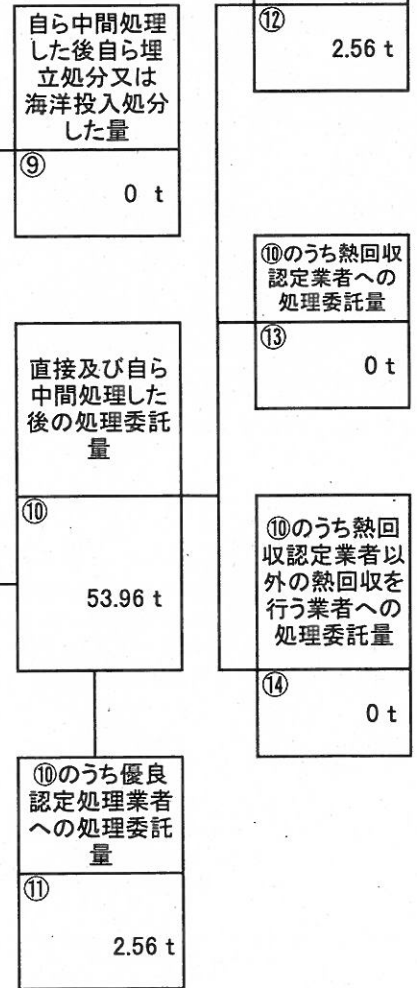 自ら中間処理
した後自ら埋
立処分又は
海洋投入処分
した量
⑨
0 t
直接及び自ら
中間処理した
後の処理委託
量
⑩
53.96 t
⑩のうち優良
認定処理業者
への処理委託
量
⑪
2.56 t
⑫
2.56 t
⑩のうち熱回収
認定業者への
処理委託量
⑬
0 t
⑩のうち熱回
収認定業者以
外の熱回収を
行う業者への
処理委託量
⑭
0 t